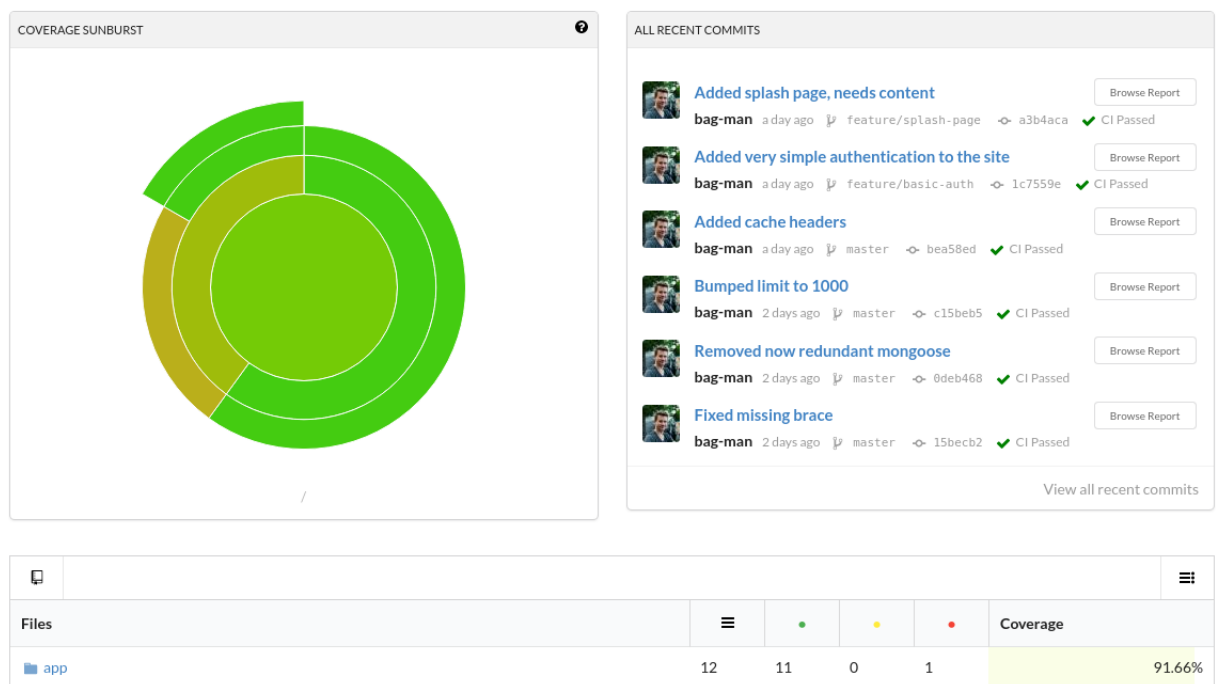 COVERAGE SUNBURST
/
ALL RECENT COMMITS
Added splash page, needs content
Browse Report
bag-man a day ago feature/splash-page a3b4aca CI Passed
Added very simple authentication to the site
Browse Report
bag-man a day ago feature/basic-auth 1c7559e CI Passed
Added cache headers
Browse Report
bag-man a day ago master bea58ed CI Passed
Bumped limit to 1000
Browse Report
bag-man 2 days ago master c15beb5 CI Passed
Removed now redundant mongoose
Browse Report
bag-man 2 days ago master 0deb468 CI Passed
Fixed missing brace
Browse Report
bag-man 2 days ago master 15becb2 CI Passed
View all recent commits
Files Coverage
app 12 11 0 1 91.66%